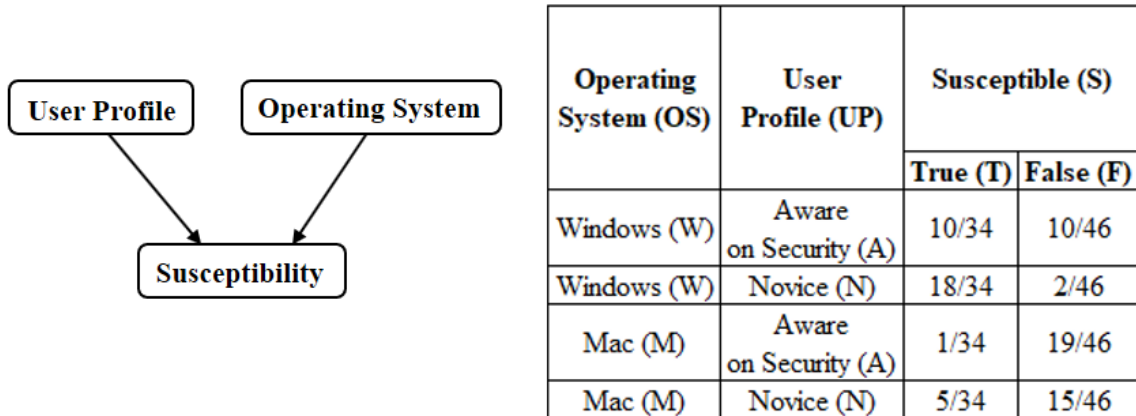 User Profile
Operating System
Susceptibility
Operating
System (OS)
User
Profile (UP)
Susceptible (S)
True (T)
False (F)
Windows (W)
Aware
on Security (A)
10/34
10/46
Windows (W)
Novice (N)
18/34
2/46
Mac (M)
Aware
on Security (A)
1/34
19/46
Mac (M)
Novice (N)
5/34
15/46